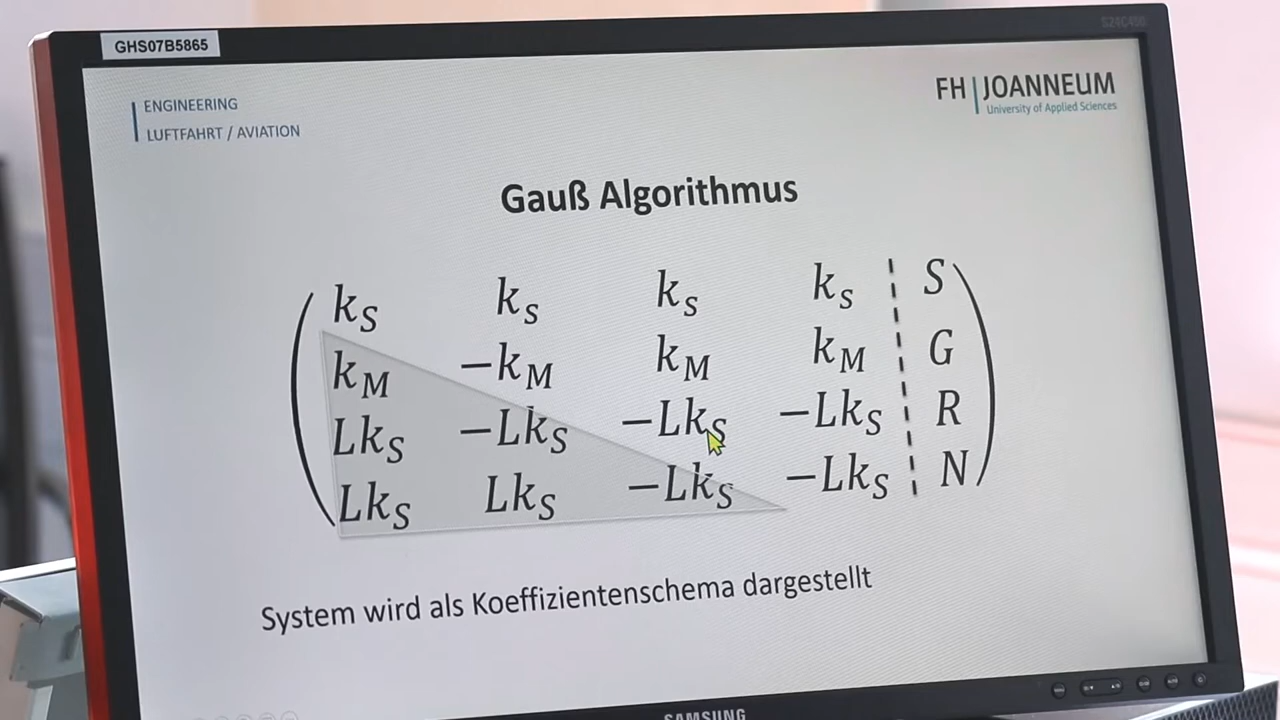 GHS07B5865
S24C450
ENGINEERING
LUFTFAHRT / AVIATION
FH JOANNEUM
University of Applied Sciences
Gauß Algorithmus
k_S k_S k_S k_S S
k_M −k_M k_M k_M G
Lk_S −Lk_S −Lk_S −Lk_S R
Lk_S Lk_S −Lk_S −Lk_S N
System wird als Koeffizientenschema dargestellt
SAMSUNG